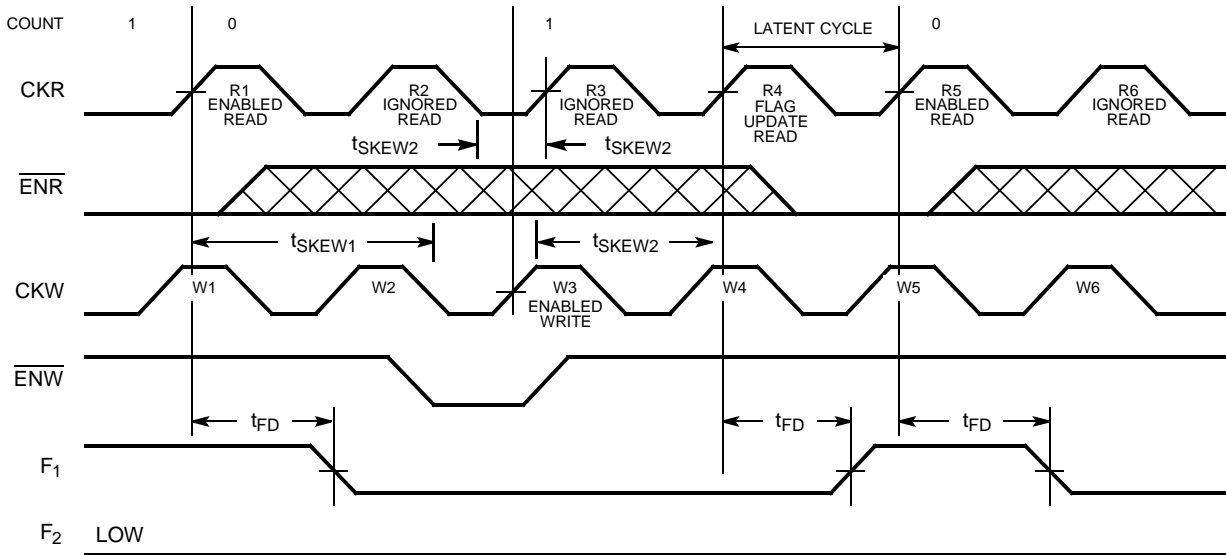 COUNT 1 0 1 LATENT CYCLE 0
CKR
R1 ENABLED READ
R2 IGNORED READ
R3 IGNORED READ
R4 FLAG UPDATE READ
R5 ENABLED READ
R6 IGNORED READ
tSKEW2 tSKEW2
ENR
tSKEW1 tSKEW2
CKW
W1 W2 W3 W4 W5 W6
ENABLED
WRITE
ENW
tFD tFD tFD
F1
F2 LOW